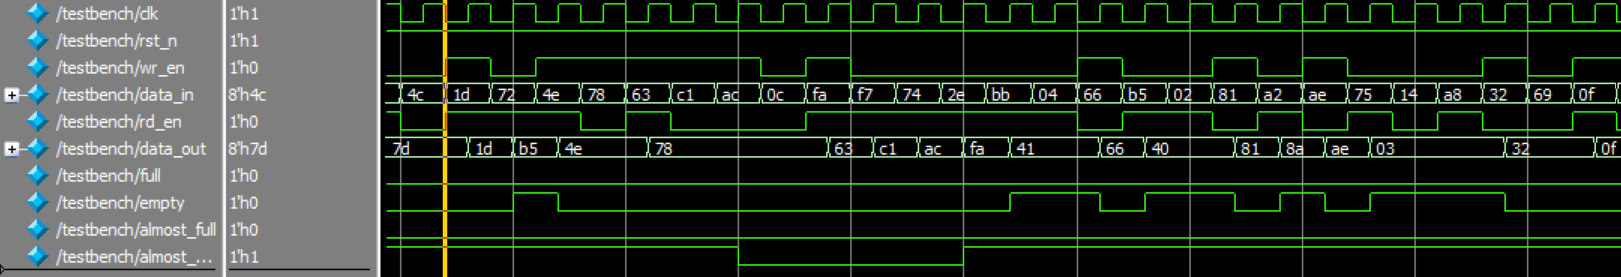 /testbench/clk 1'h1
/testbench/rst_n 1'h1
/testbench/wr_en 1'h0
/testbench/data_in 8'h4c 4c 1d 72 4e 78 63 c1 ac 0c fa f7 74 2e bb 04 66 b5 02 81 a2 ae 75 14 a8 32 69 0f
/testbench/rd_en 1'h0
/testbench/data_out 8'h7d 7d 1d b5 4e 78 63 c1 ac fa 41 66 40 81 8a ae 03 32 0f
/testbench/full 1'h0
/testbench/empty 1'h0
/testbench/almost_full 1'h0
/testbench/almost_... 1'h1